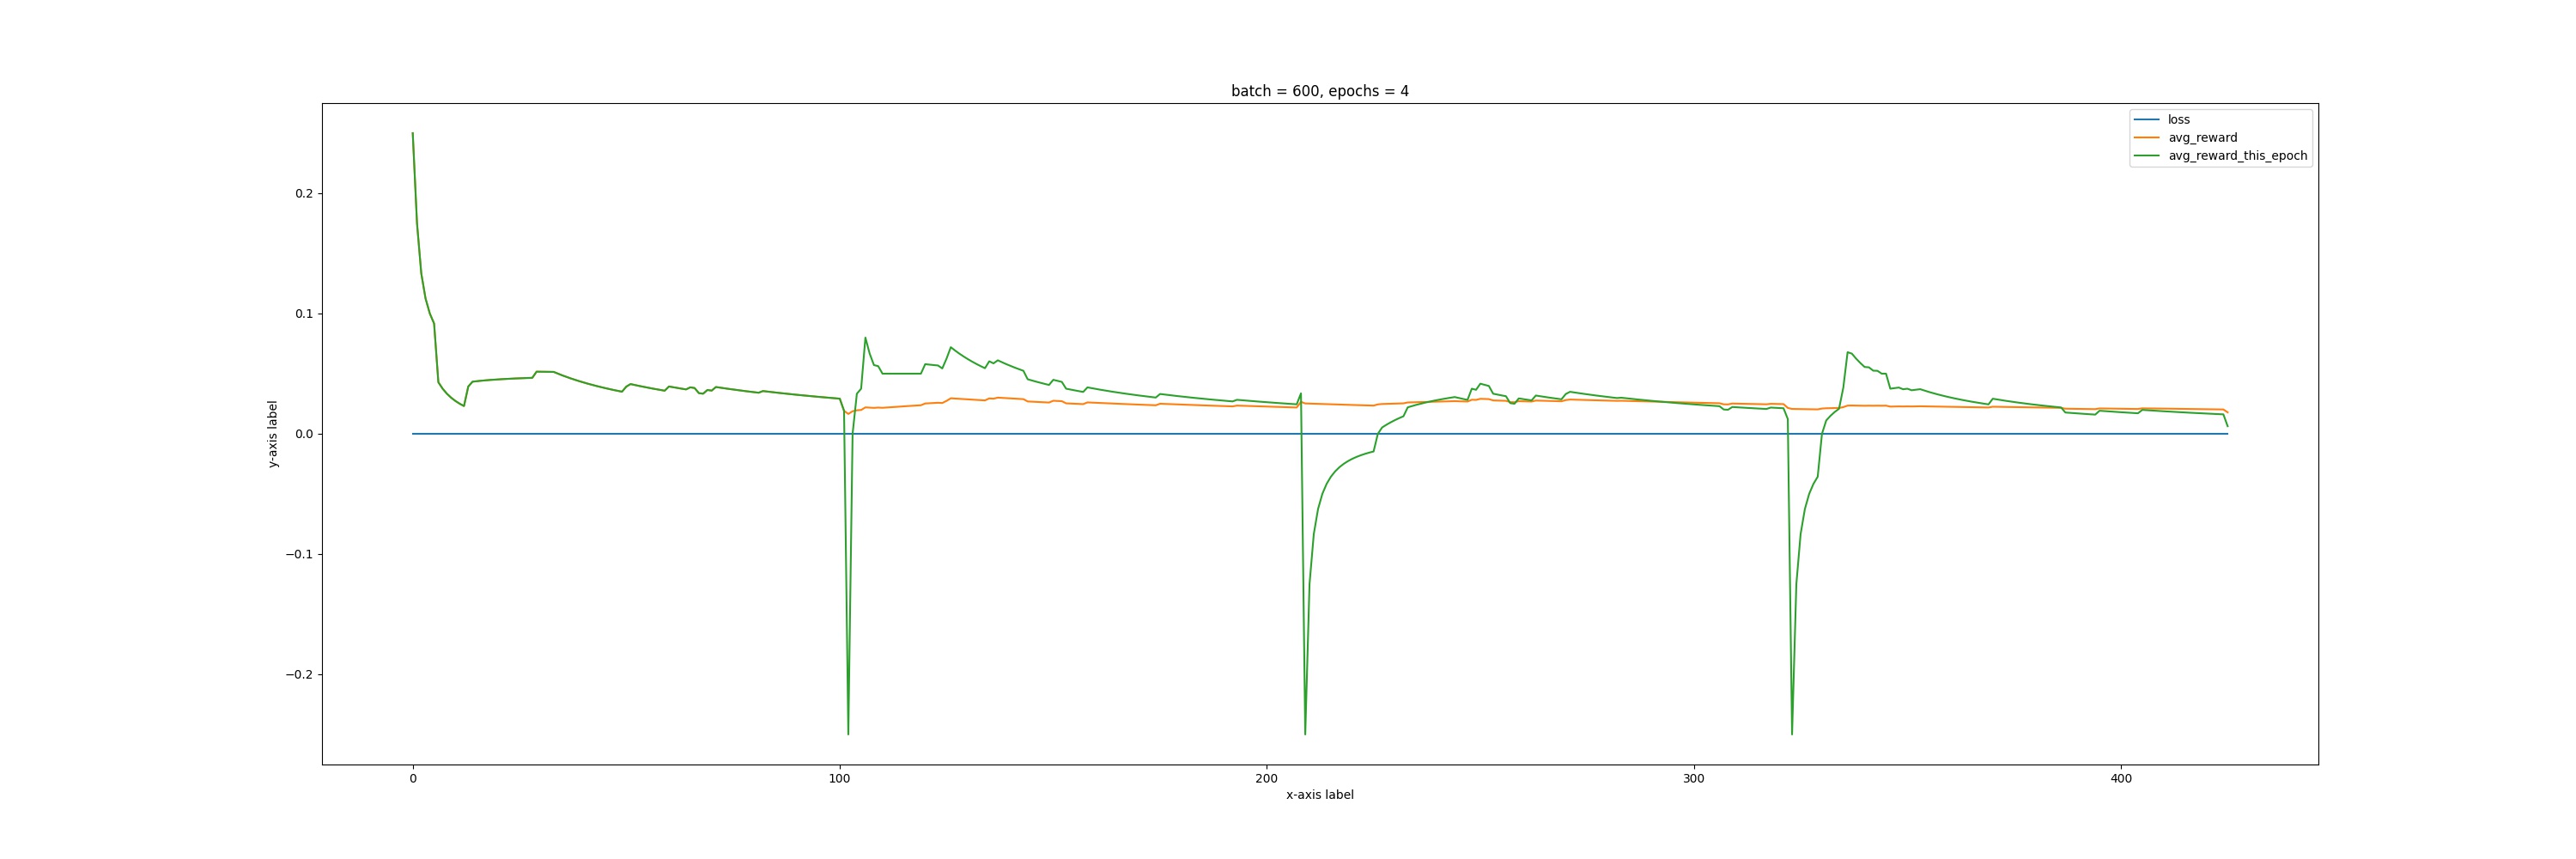 batch = 600, epochs = 4
loss
avg_reward
avg_reward_this_epoch
0.2
0.1
0.0
−0.1
−0.2
y-axis label
0
100
200
300
400
x-axis label